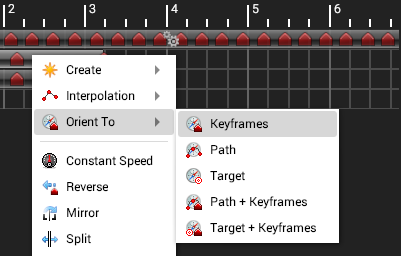 2 3 4 5 6
Create
Interpolation
Orient To
Constant Speed
Reverse
Mirror
Split
Keyframes
Path
Target
Path + Keyframes
Target + Keyframes